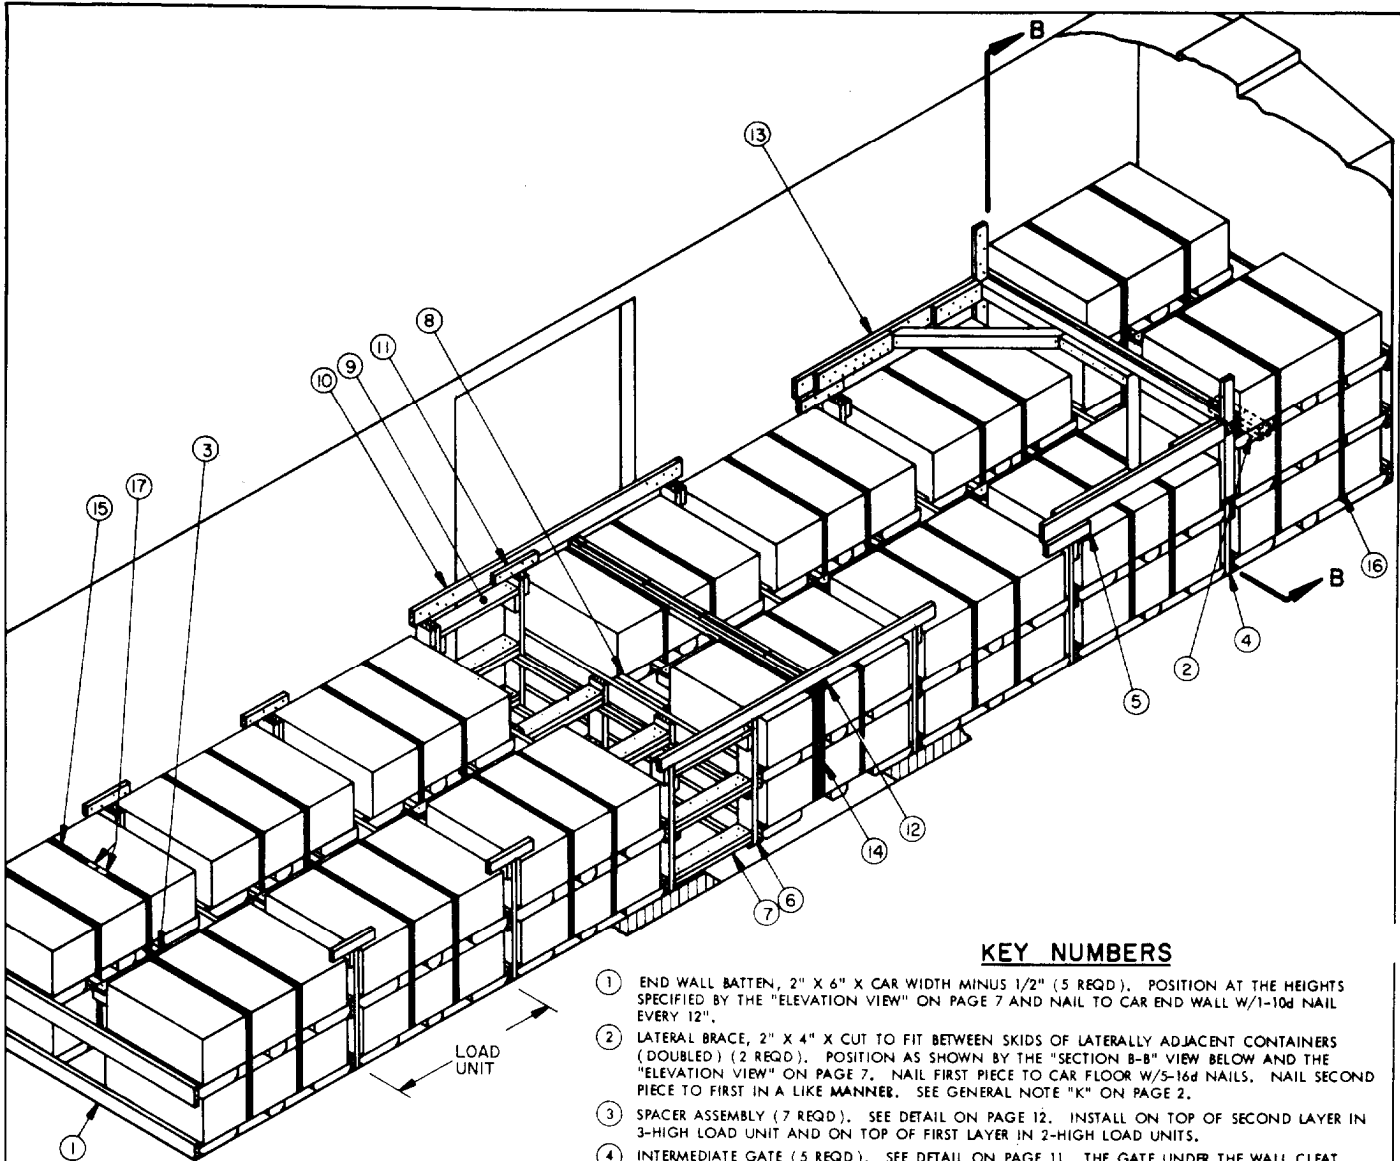 B
13
8
11
9
10
3
17
15
16
B
4
2
5
12
14
6
7
LOAD
UNIT
1
KEY NUMBERS
1 END WALL BATTEN, 2" X 6" X CAR WIDTH MINUS 1/2" (5 REQD). POSITION AT THE HEIGHTS
SPECIFIED BY THE "ELEVATION VIEW" ON PAGE 7 AND NAIL TO CAR END WALL W/1-10d NAIL
EVERY 12".
2 LATERAL BRACE, 2" X 4" X CUT TO FIT BETWEEN SKIDS OF LATERALLY ADJACENT CONTAINERS
(DOUBLED) (2 REQD). POSITION AS SHOWN BY THE "SECTION B-B" VIEW BELOW AND THE
"ELEVATION VIEW" ON PAGE 7. NAIL FIRST PIECE TO CAR FLOOR W/5-16d NAILS. NAIL SECOND
PIECE TO FIRST IN A LIKE MANNER. SEE GENERAL NOTE "K" ON PAGE 2.
3 SPACER ASSEMBLY (7 REQD). SEE DETAIL ON PAGE 12. INSTALL ON TOP OF SECOND LAYER IN
3-HIGH LOAD UNIT AND ON TOP OF FIRST LAYER IN 2-HIGH LOAD UNITS.
4 INTERMEDIATE GATE (5 REQD). SEE DETAIL ON PAGE 11. THE GATE UNDER THE WALL CLEAT